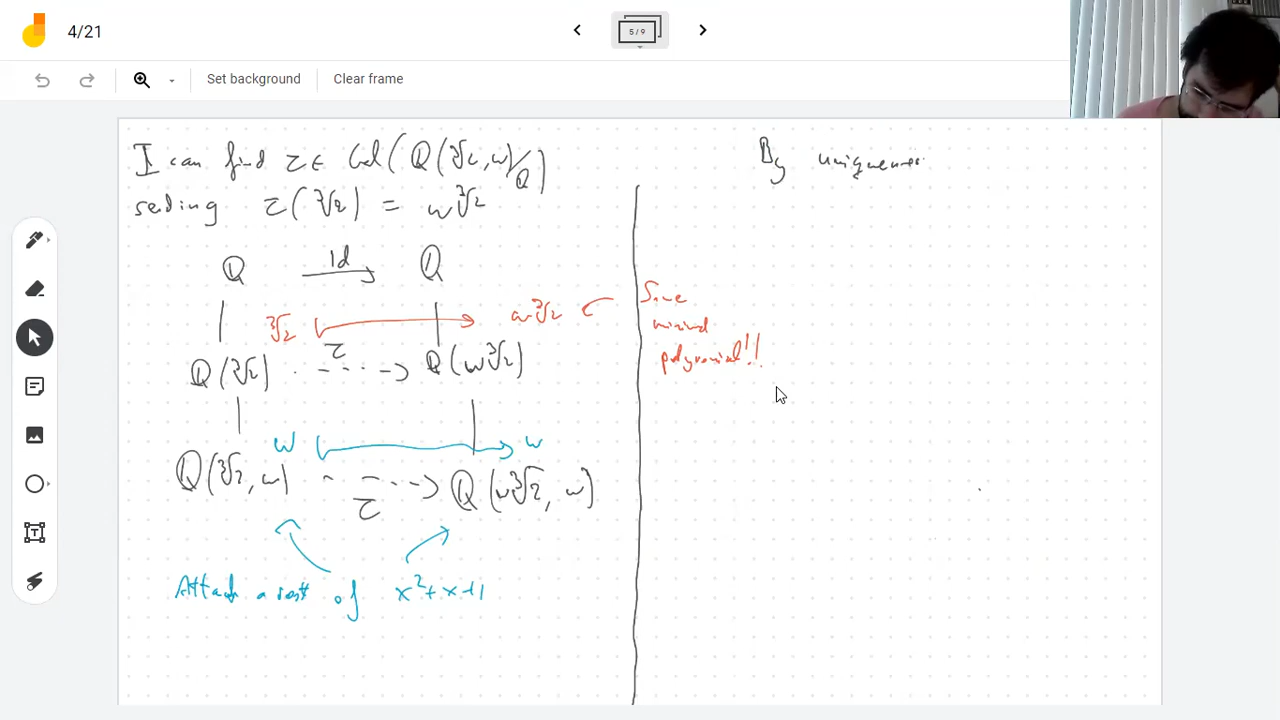 4/21
5 / 9
Set background
Clear frame
I can find τ ∈ Gal(Q(∛2, w)/Q)
sending τ(∛2) = w∛2
Q Id Q
∛2 w∛2
τ
Q(∛2) Q(w∛2)
w w
Q(∛2, w) τ Q(w∛2, w)
Attach a root of x²+x+1
By uniqueness
Same
minimal
polynomial!!